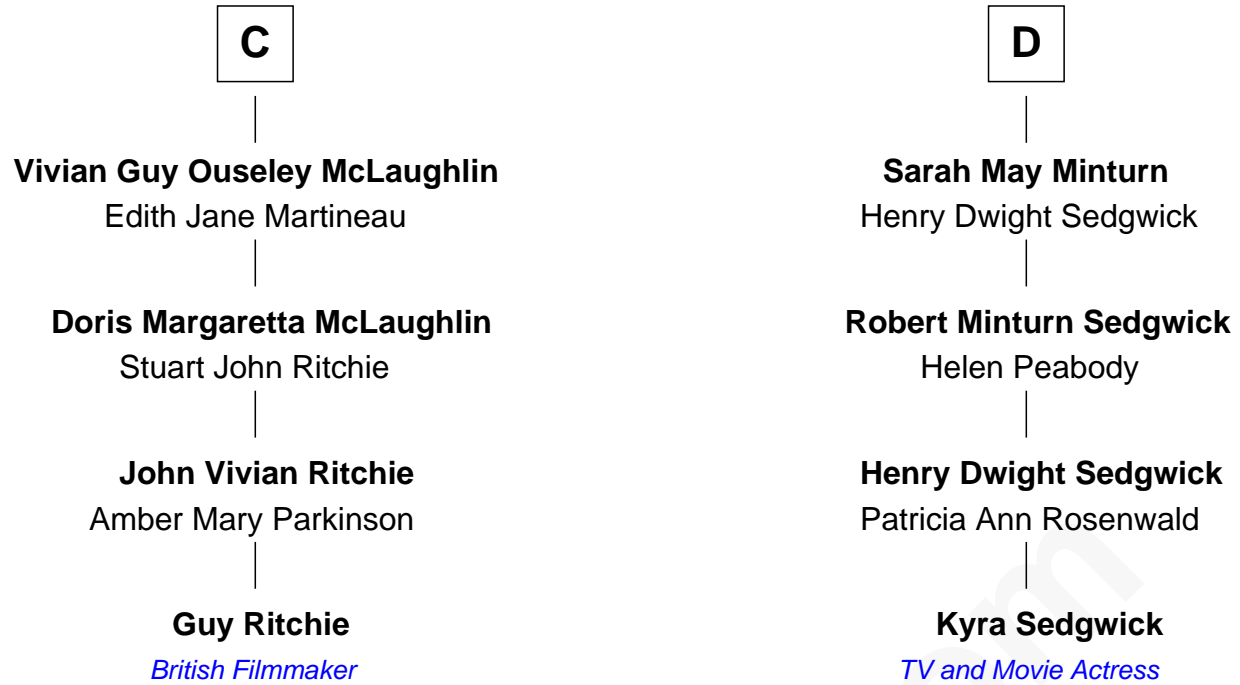 C
Vivian Guy Ouseley McLaughlin
Edith Jane Martineau
Doris Margaretta McLaughlin
Stuart John Ritchie
John Vivian Ritchie
Amber Mary Parkinson
Guy Ritchie
British Filmmaker
D
Sarah May Minturn
Henry Dwight Sedgwick
Robert Minturn Sedgwick
Helen Peabody
Henry Dwight Sedgwick
Patricia Ann Rosenwald
Kyra Sedgwick
TV and Movie Actress